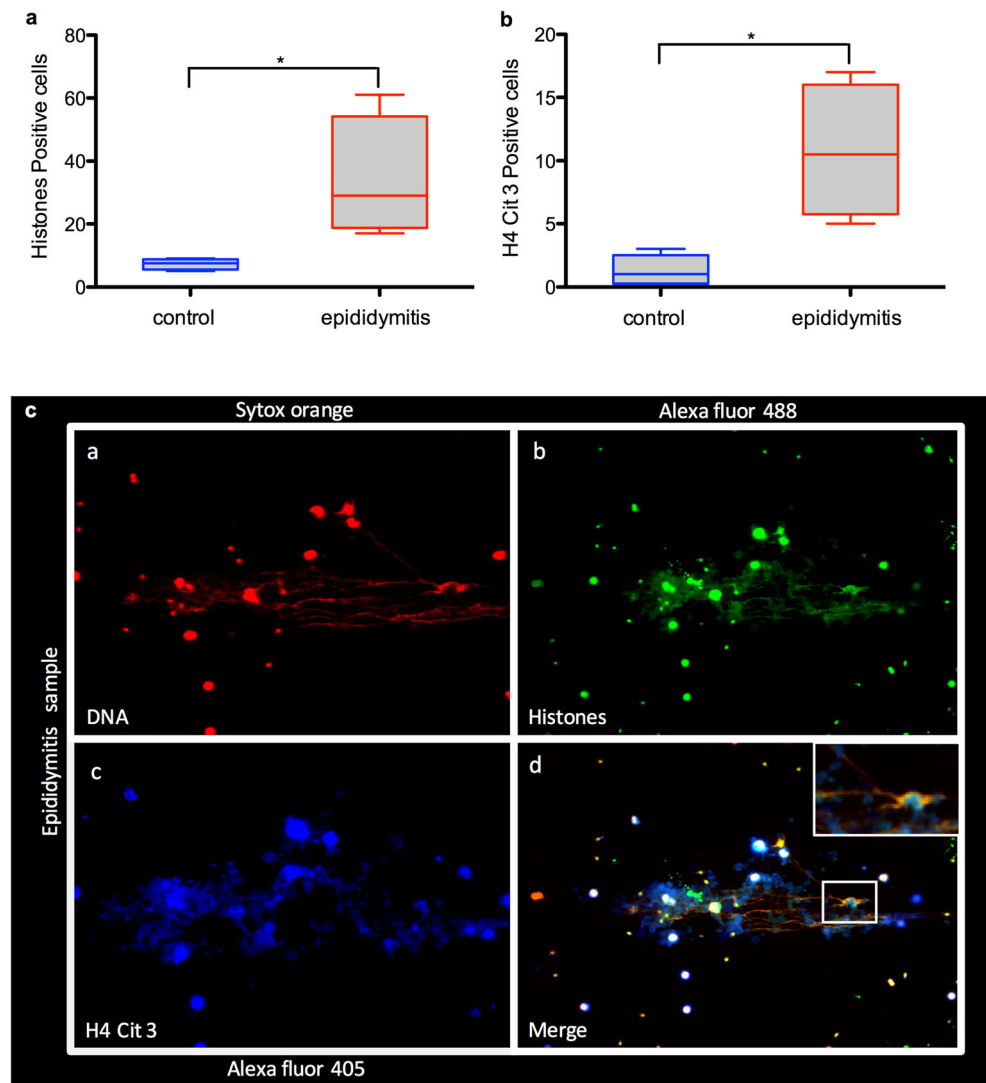 a
Histones Positive cells
80
60
40
20
0
*
control
epididymitis
b
H4 Cit 3 Positive cells
20
15
10
5
0
*
control
epididymitis
c
Sytox orange
Alexa fluor 488
Epididymitis sample
a
DNA
b
Histones
c
H4 Cit 3
d
Merge
Alexa fluor 405